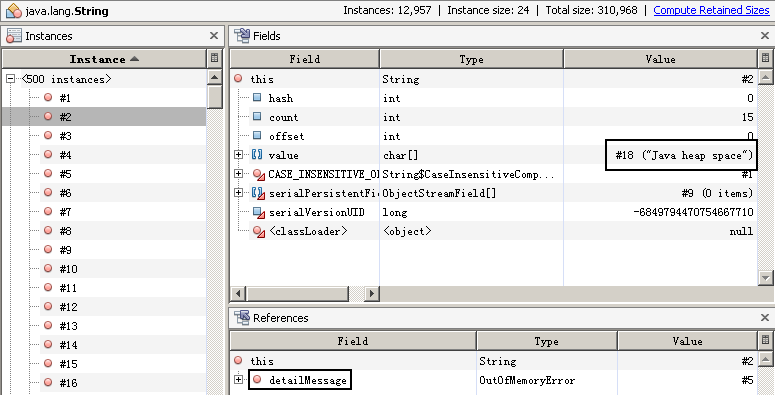 java.lang.String Instances: 12,957 | Instance size: 24 | Total size: 310,968 | Compute Retained Sizes
Instances
Instance
<500 instances>
#1
#2
#3
#4
#5
#6
#7
#8
#9
#10
#11
#12
#13
#14
#15
#16
Fields
Field Type Value
this String #2
hash int 0
count int 15
offset int 0
value char[] #18 ("Java heap space")
CASE_INSENSITIVE_O String$CaseInsensitiveComp... #1
serialPersistentFie ObjectStreamField[] #9 (0 items)
serialVersionUID long -6849794470754667710
<classLoader> <object> null
References
Field Type Value
this String #2
detailMessage OutOfMemoryError #5